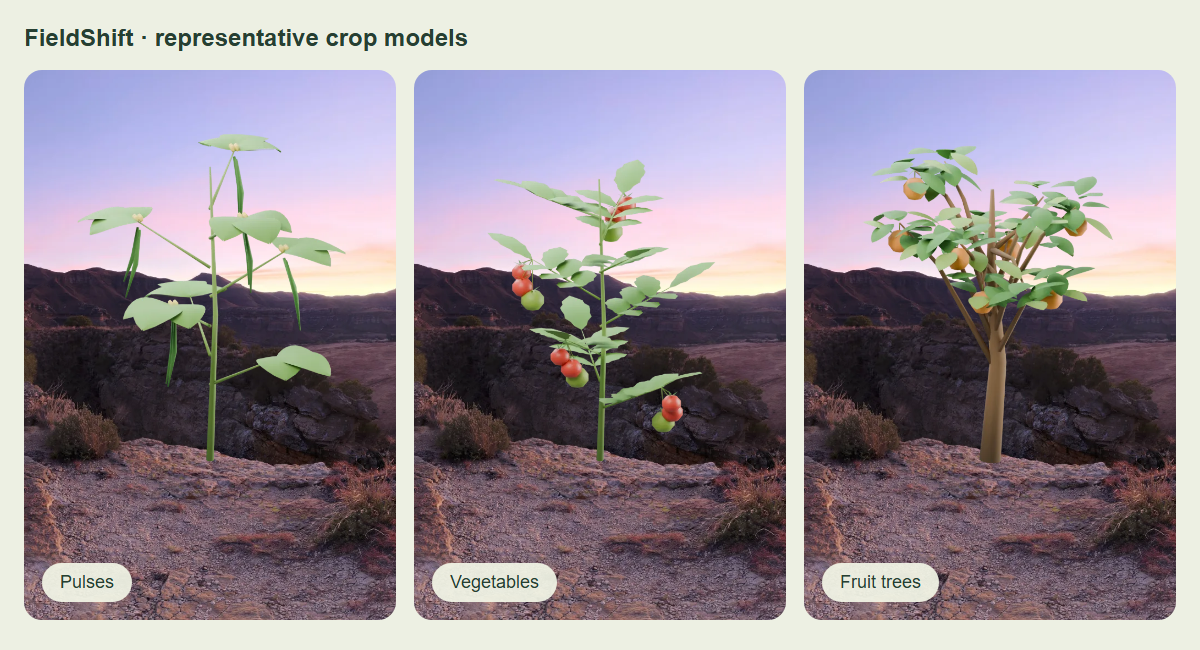 FieldShift · representative crop models
Pulses
Vegetables
Fruit trees